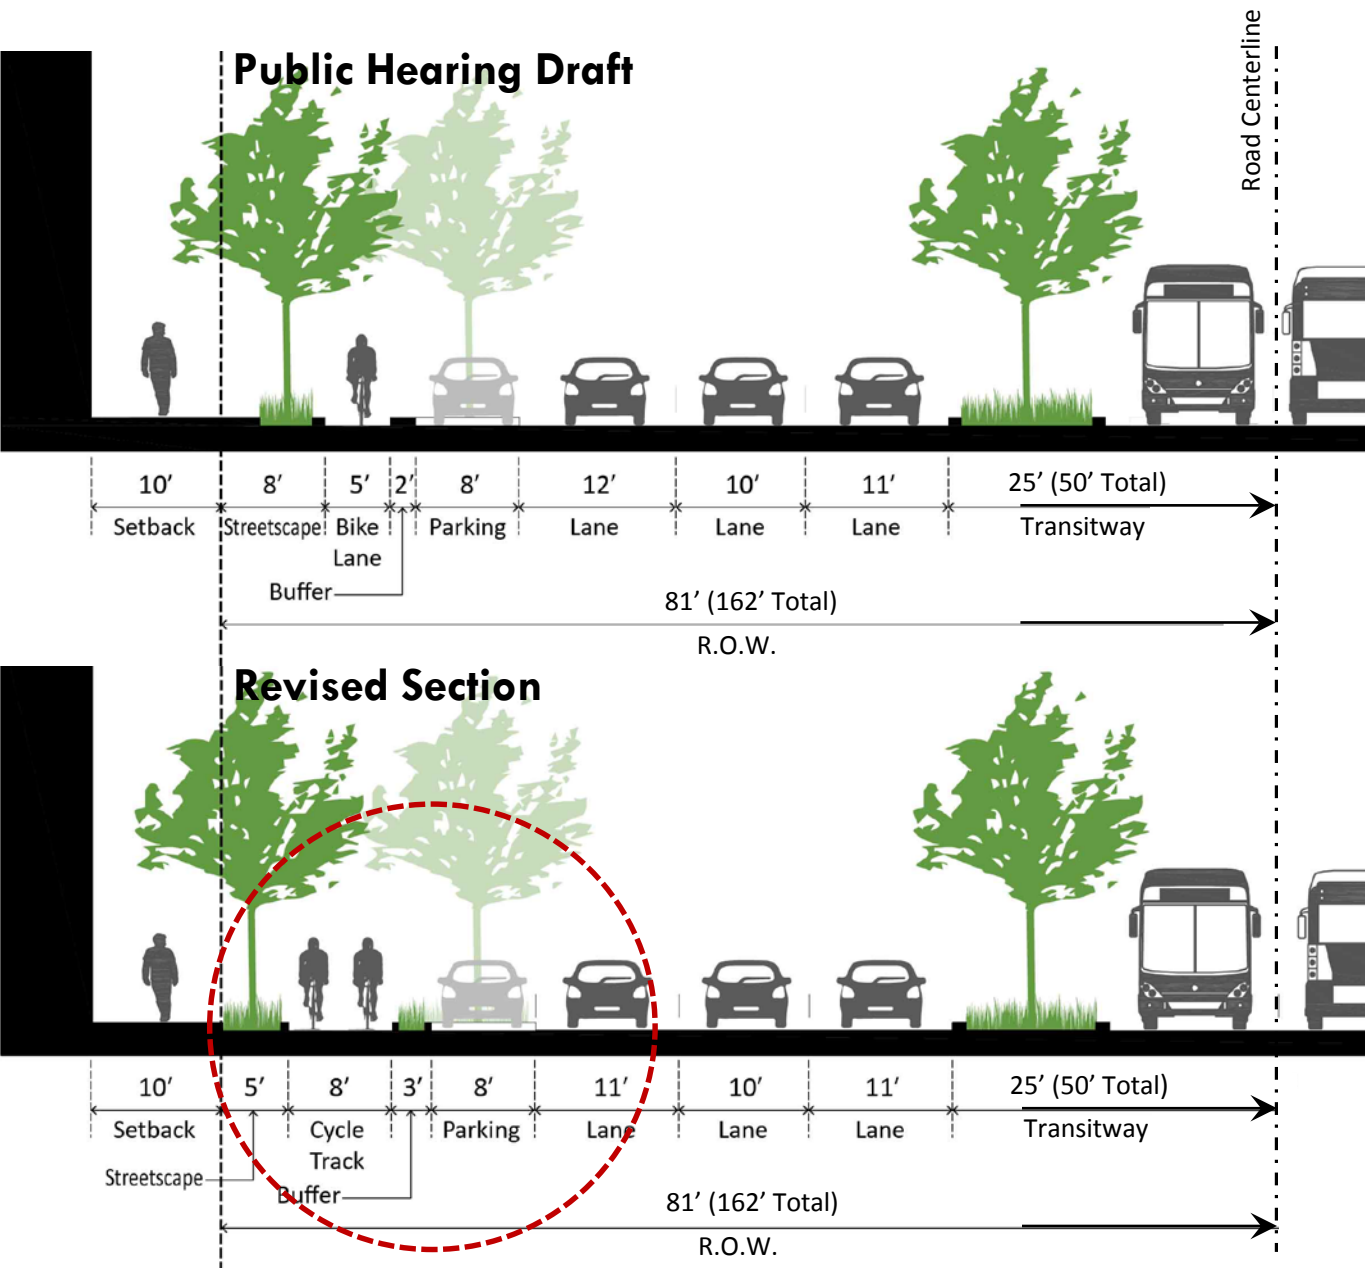 Public Hearing Draft
Road Centerline
10’ 8’ 5’ 2’ 8’ 12’ 10’ 11’ 25’ (50’ Total)
Setback Streetscape Bike Lane Parking Lane Lane Lane Transitway
Buffer
81’ (162’ Total)
R.O.W.
Revised Section
10’ 5’ 8’ 3’ 8’ 11’ 10’ 11’ 25’ (50’ Total)
Setback Cycle Track Parking Lane Lane Lane Transitway
Streetscape
Buffer
81’ (162’ Total)
R.O.W.